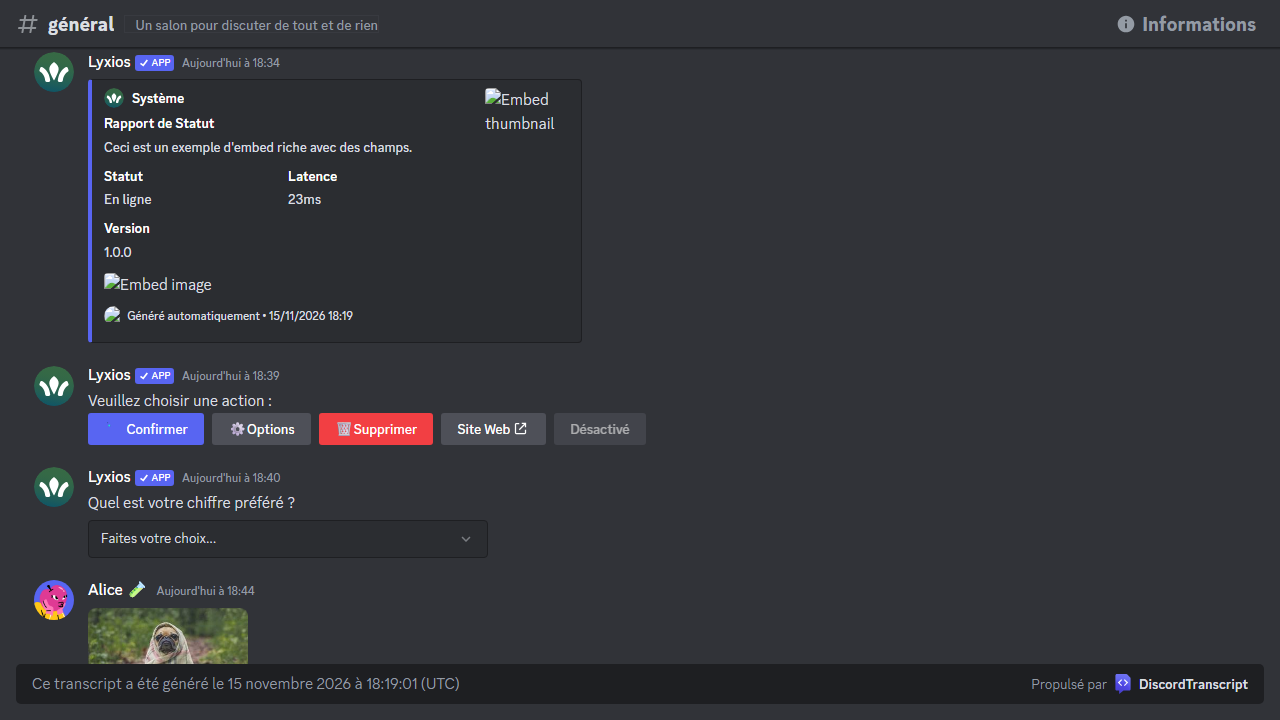 général Un salon pour discuter de tout et de rien Informations
Lyxios APP Aujourd'hui à 18:34
Système
Embed
thumbnail
Rapport de Statut
Ceci est un exemple d'embed riche avec des champs.
Statut Latence
En ligne 23ms
Version
1.0.0
Embed image
Généré automatiquement • 15/11/2026 18:19
Lyxios APP Aujourd'hui à 18:39
Veuillez choisir une action :
Confirmer Options Supprimer Site Web Désactivé
Lyxios APP Aujourd'hui à 18:40
Quel est votre chiffre préféré ?
Faites votre choix...
Alice Aujourd'hui à 18:44
Ce transcript a été généré le 15 novembre 2026 à 18:19:01 (UTC) Propulsé par DiscordTranscript